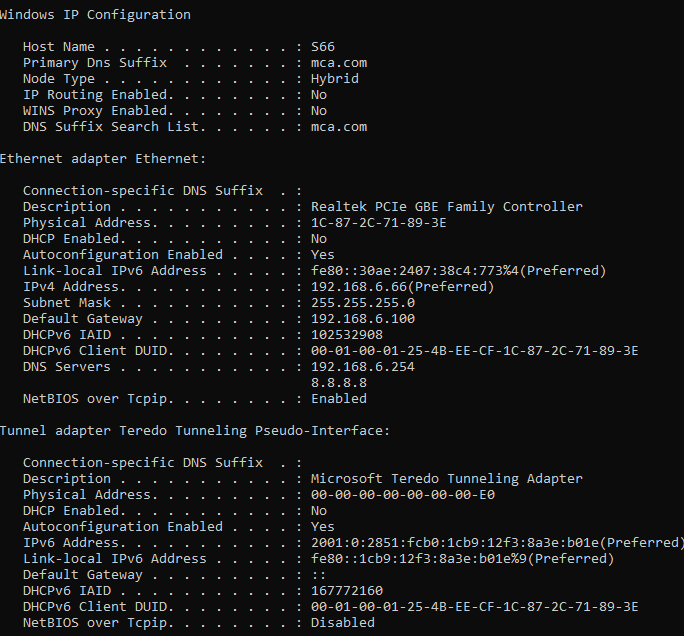 Windows IP Configuration
Host Name . . . . . . . . . . . . : S66
Primary Dns Suffix  . . . . . . . : mca.com
Node Type . . . . . . . . . . . . : Hybrid
IP Routing Enabled. . . . . . . . : No
WINS Proxy Enabled. . . . . . . . : No
DNS Suffix Search List. . . . . . : mca.com
Ethernet adapter Ethernet:
Connection-specific DNS Suffix  . :
Description . . . . . . . . . . . : Realtek PCIe GBE Family Controller
Physical Address. . . . . . . . . : 1C-87-2C-71-89-3E
DHCP Enabled. . . . . . . . . . . : No
Autoconfiguration Enabled . . . . : Yes
Link-local IPv6 Address . . . . . : fe80::30ae:2407:38c4:773%4(Preferred)
IPv4 Address. . . . . . . . . . . : 192.168.6.66(Preferred)
Subnet Mask . . . . . . . . . . . : 255.255.255.0
Default Gateway . . . . . . . . . : 192.168.6.100
DHCPv6 IAID . . . . . . . . . . . : 102532908
DHCPv6 Client DUID. . . . . . . . : 00-01-00-01-25-4B-EE-CF-1C-87-2C-71-89-3E
DNS Servers . . . . . . . . . . . : 192.168.6.254
8.8.8.8
NetBIOS over Tcpip. . . . . . . . : Enabled
Tunnel adapter Teredo Tunneling Pseudo-Interface:
Connection-specific DNS Suffix  . :
Description . . . . . . . . . . . : Microsoft Teredo Tunneling Adapter
Physical Address. . . . . . . . . : 00-00-00-00-00-00-00-E0
DHCP Enabled. . . . . . . . . . . : No
Autoconfiguration Enabled . . . . : Yes
IPv6 Address. . . . . . . . . . . : 2001:0:2851:fcb0:1cb9:12f3:8a3e:b01e(Preferred)
Link-local IPv6 Address . . . . . : fe80::1cb9:12f3:8a3e:b01e%9(Preferred)
Default Gateway . . . . . . . . . : ::
DHCPv6 IAID . . . . . . . . . . . : 167772160
DHCPv6 Client DUID. . . . . . . . : 00-01-00-01-25-4B-EE-CF-1C-87-2C-71-89-3E
NetBIOS over Tcpip. . . . . . . . : Disabled